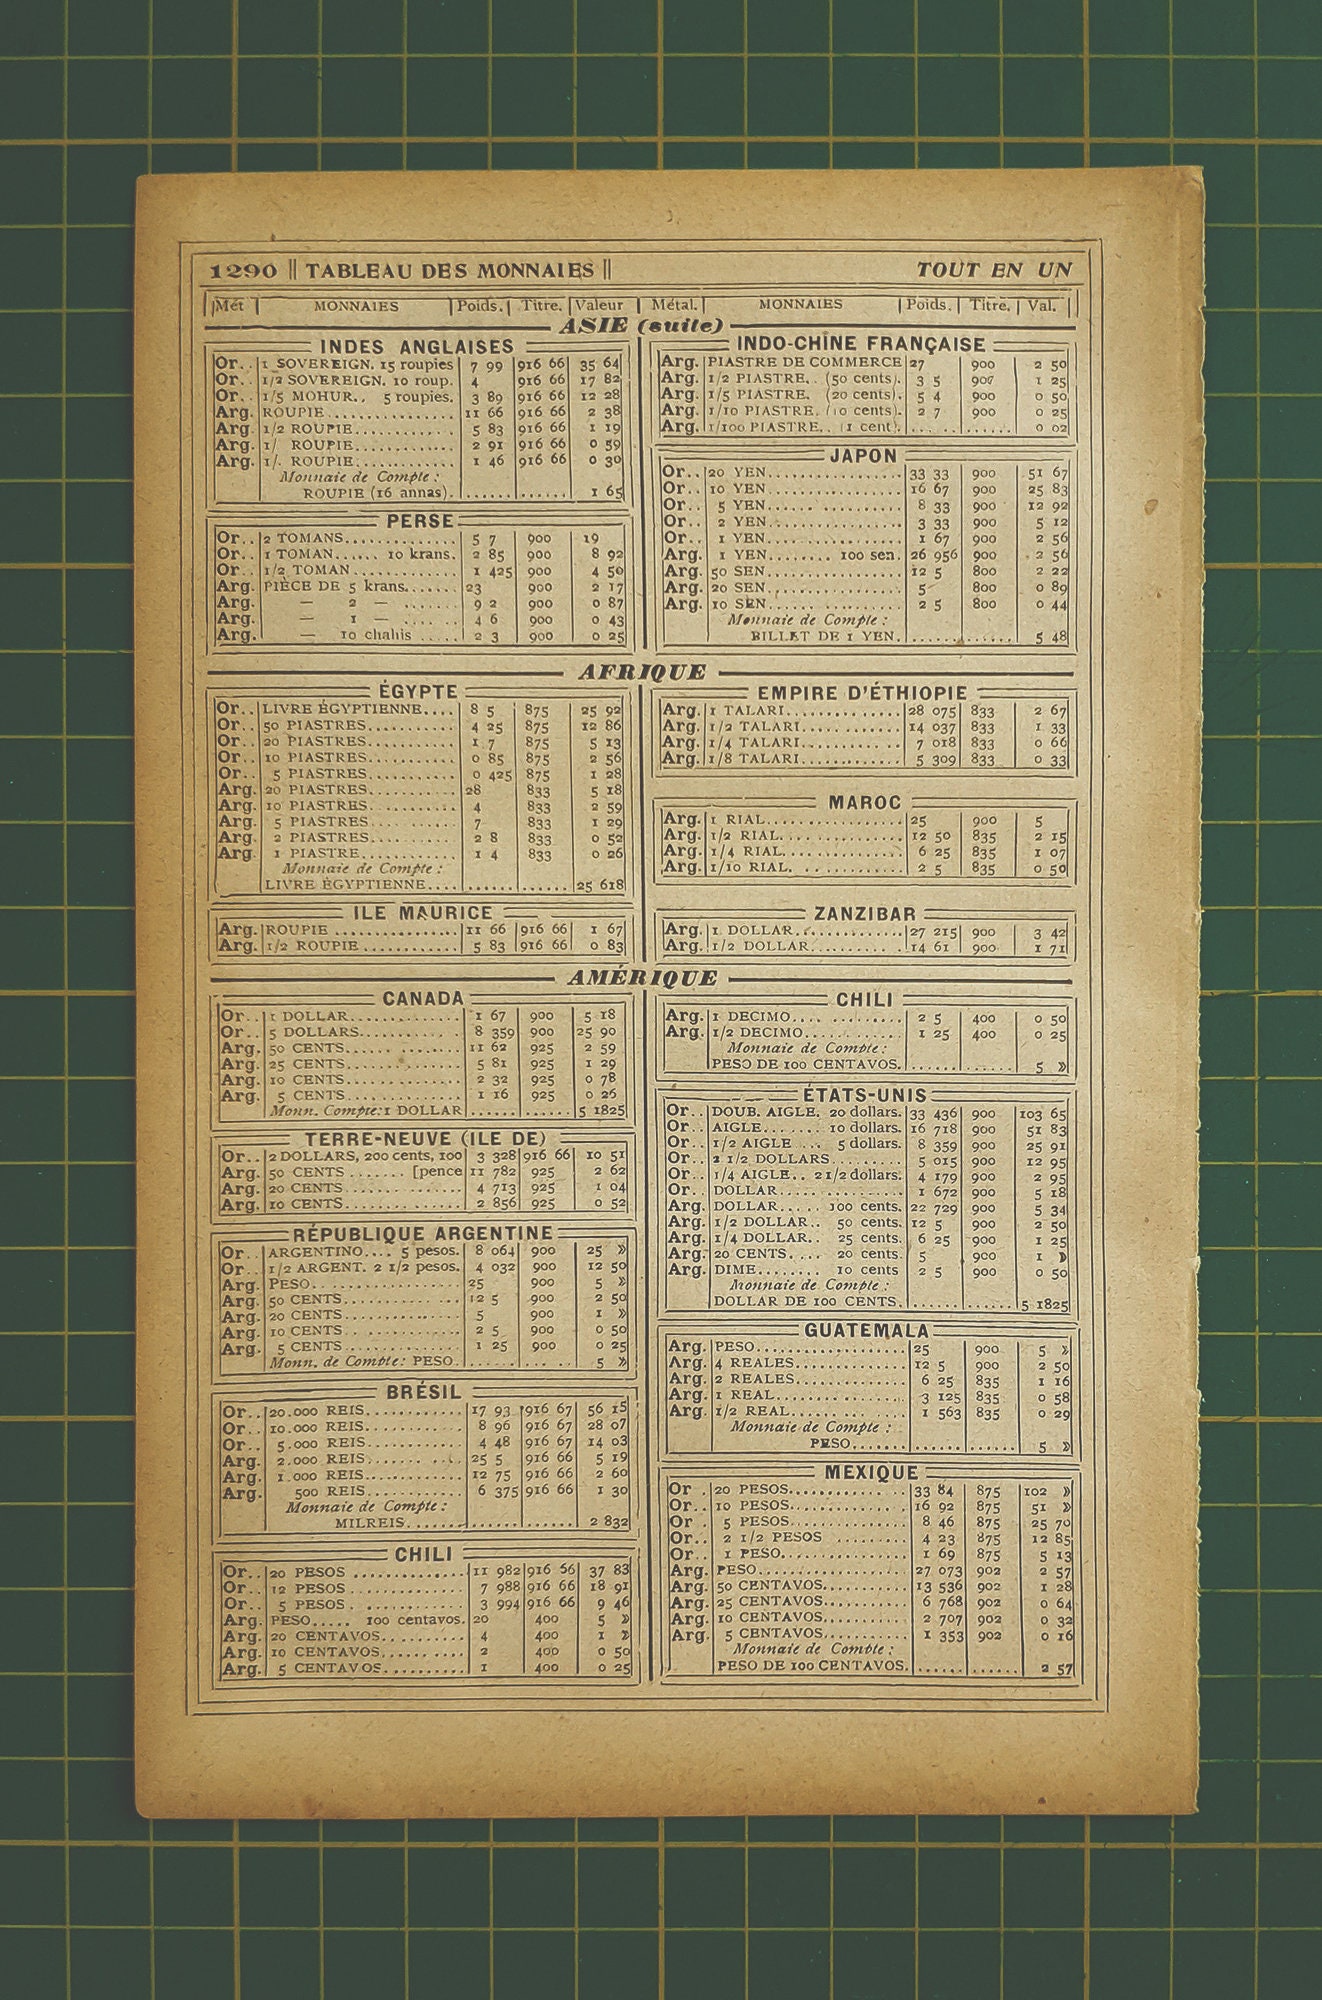 1290 || TABLEAU DES MONNAIES || TOUT EN UN
Mét MONNAIES Poids. Titre. Valeur Métal. MONNAIES Poids. Titre. Val.
ASIE (suite)
INDES ANGLAISES
Or.. 1 SOVEREIGN. 15 roupies 7 99 916 66 35 64
Or.. 1/2 SOVEREIGN. 10 roup. 4 916 66 17 82
Or.. 1/5 MOHUR.. 5 roupies. 3 89 916 66 12 28
Arg. ROUPIE 11 66 916 66 2 38
Arg. 1/2 ROUPIE 5 83 916 66 1 19
Arg. 1/ ROUPIE 2 91 916 66 0 59
Arg. 1/. ROUPIE 1 46 916 66 0 30
Monnaie de Compte :
ROUPIE (16 annas). 1 65
PERSE
Or.. 2 TOMANS 5 7 900 19
Or.. 1 TOMAN...... 10 krans. 2 85 900 8 92
Or.. 1/2 TOMAN 1 425 900 4 50
Arg. PIÈCE DE 5 krans. 23 900 2 17
Arg. — 2 — 9 2 900 0 87
Arg. — 1 — 4 6 900 0 43
Arg. — 10 chahis 2 3 900 0 25
INDO-CHINE FRANÇAISE
Arg. PIASTRE DE COMMERCE 27 900 2 50
Arg. 1/2 PIASTRE.. (50 cents). 3 5 900 1 25
Arg. 1/5 PIASTRE. (20 cents). 5 4 900 0 50
Arg. 1/10 PIASTRE. (10 cents). 2 7 900 0 25
Arg. 1/100 PIASTRE.. (1 cent). 0 02
JAPON
Or.. 20 YEN 33 33 900 51 67
Or.. 10 YEN 16 67 900 25 83
Or.. 5 YEN 8 33 900 12 92
Or.. 2 YEN 3 33 900 5 12
Or.. 1 YEN 1 67 900 2 56
Arg. 1 YEN........ 100 sen. 26 956 900 2 56
Arg. 50 SEN 12 5 800 2 22
Arg. 20 SEN 5 800 0 89
Arg. 10 SEN 2 5 800 0 44
Monnaie de Compte :
BILLET DE 1 YEN. 5 48
AFRIQUE
ÉGYPTE
Or.. LIVRE ÉGYPTIENNE.... 8 5 875 25 92
Or.. 50 PIASTRES 4 25 875 12 86
Or.. 20 PIASTRES 1 7 875 5 13
Or.. 10 PIASTRES 0 85 875 2 56
Or.. 5 PIASTRES 0 425 875 1 28
Arg. 20 PIASTRES 28 833 5 18
Arg. 10 PIASTRES 4 833 2 59
Arg. 5 PIASTRES 7 833 1 29
Arg. 2 PIASTRES 2 8 833 0 52
Arg. 1 PIASTRE 1 4 833 0 26
Monnaie de Compte :
LIVRE ÉGYPTIENNE.... 25 618
ILE MAURICE
Arg. ROUPIE 11 66 916 66 1 67
Arg. 1/2 ROUPIE 5 83 916 66 0 83
EMPIRE D'ÉTHIOPIE
Arg. 1 TALARI 28 075 833 2 67
Arg. 1/2 TALARI 14 037 833 1 33
Arg. 1/4 TALARI 7 018 833 0 66
Arg. 1/8 TALARI 5 309 833 0 33
MAROC
Arg. 1 RIAL 25 900 5
Arg. 1/2 RIAL 12 50 835 2 15
Arg. 1/4 RIAL 6 25 835 1 07
Arg. 1/10 RIAL 2 5 835 0 50
ZANZIBAR
Arg. 1 DOLLAR 27 215 900 3 42
Arg. 1/2 DOLLAR 14 61 900 1 71
AMÉRIQUE
CANADA
Or.. 1 DOLLAR 1 67 900 5 18
Or.. 5 DOLLARS 8 359 900 25 90
Arg. 50 CENTS 11 62 925 2 59
Arg. 25 CENTS 5 81 925 1 29
Arg. 10 CENTS 2 32 925 0 78
Arg. 5 CENTS 1 16 925 0 26
Monn. Compte: 1 DOLLAR 5 1825
TERRE-NEUVE (ILE DE)
Or.. 2 DOLLARS, 200 cents, 100 3 328 916 66 10 51
Arg. 50 CENTS ....... [pence 11 782 925 2 62
Arg. 20 CENTS 4 713 925 1 04
Arg. 10 CENTS 2 856 925 0 52
RÉPUBLIQUE ARGENTINE
Or.. ARGENTINO.... 5 pesos. 8 064 900 25 »
Or.. 1/2 ARGENT. 2 1/2 pesos. 4 032 900 12 50
Arg. PESO 25 900 5 »
Arg. 50 CENTS 12 5 900 2 50
Arg. 20 CENTS 5 900 1 »
Arg. 10 CENTS 2 5 900 0 50
Arg. 5 CENTS 1 25 900 0 25
Monn. de Compte : PESO. 5 »
BRÉSIL
Or.. 20.000 REIS 17 93 916 67 56 15
Or.. 10.000 REIS 8 96 916 67 28 07
Or.. 5.000 REIS 4 48 916 67 14 03
Arg. 2.000 REIS 25 5 916 66 5 19
Arg. 1.000 REIS 12 75 916 66 2 60
Arg. 500 REIS 6 375 916 66 1 30
Monnaie de Compte :
MILREIS 2 832
CHILI
Or.. 20 PESOS 11 982 916 56 37 83
Or.. 12 PESOS 7 988 916 66 18 91
Or.. 5 PESOS 3 994 916 66 9 46
Arg. PESO..... 100 centavos. 20 400 5 »
Arg. 20 CENTAVOS 4 400 1 »
Arg. 10 CENTAVOS 2 400 0 50
Arg. 5 CENTAVOS 1 400 0 25
CHILI
Arg. 1 DECIMO 2 5 400 0 50
Arg. 1/2 DECIMO 1 25 400 0 25
Monnaie de Compte :
PESO DE 100 CENTAVOS. 5 »
ÉTATS-UNIS
Or.. DOUB. AIGLE. 20 dollars. 33 436 900 103 65
Or.. AIGLE....... 10 dollars. 16 718 900 51 83
Or.. 1/2 AIGLE ... 5 dollars. 8 359 900 25 91
Or.. 2 1/2 DOLLARS 5 015 900 12 95
Or.. 1/4 AIGLE.. 2 1/2 dollars. 4 179 900 2 95
Or.. DOLLAR 1 672 900 5 18
Arg. DOLLAR..... 100 cents. 22 729 900 5 34
Arg. 1/2 DOLLAR.. 50 cents. 12 5 900 2 50
Arg. 1/4 DOLLAR.. 25 cents. 6 25 900 1 25
Arg. 20 CENTS.... 20 cents. 5 900 1 »
Arg. DIME........ 10 cents 2 5 900 0 50
Monnaie de Compte :
DOLLAR DE 100 CENTS. 5 1825
GUATEMALA
Arg. PESO 25 900 5 »
Arg. 4 REALES 12 5 900 2 50
Arg. 2 REALES 6 25 835 1 16
Arg. 1 REAL 3 125 835 0 58
Arg. 1/2 REAL 1 563 835 0 29
Monnaie de Compte :
PESO 5 »
MEXIQUE
Or.. 20 PESOS 33 84 875 102 »
Or.. 10 PESOS 16 92 875 51 »
Or.. 5 PESOS 8 46 875 25 70
Or.. 2 1/2 PESOS 4 23 875 12 85
Or.. 1 PESO 1 69 875 5 13
Arg. PESO 27 073 902 2 57
Arg. 50 CENTAVOS 13 536 902 1 28
Arg. 25 CENTAVOS 6 768 902 0 64
Arg. 10 CENTAVOS 2 707 902 0 32
Arg. 5 CENTAVOS 1 353 902 0 16
Monnaie de Compte :
PESO DE 100 CENTAVOS. 2 57